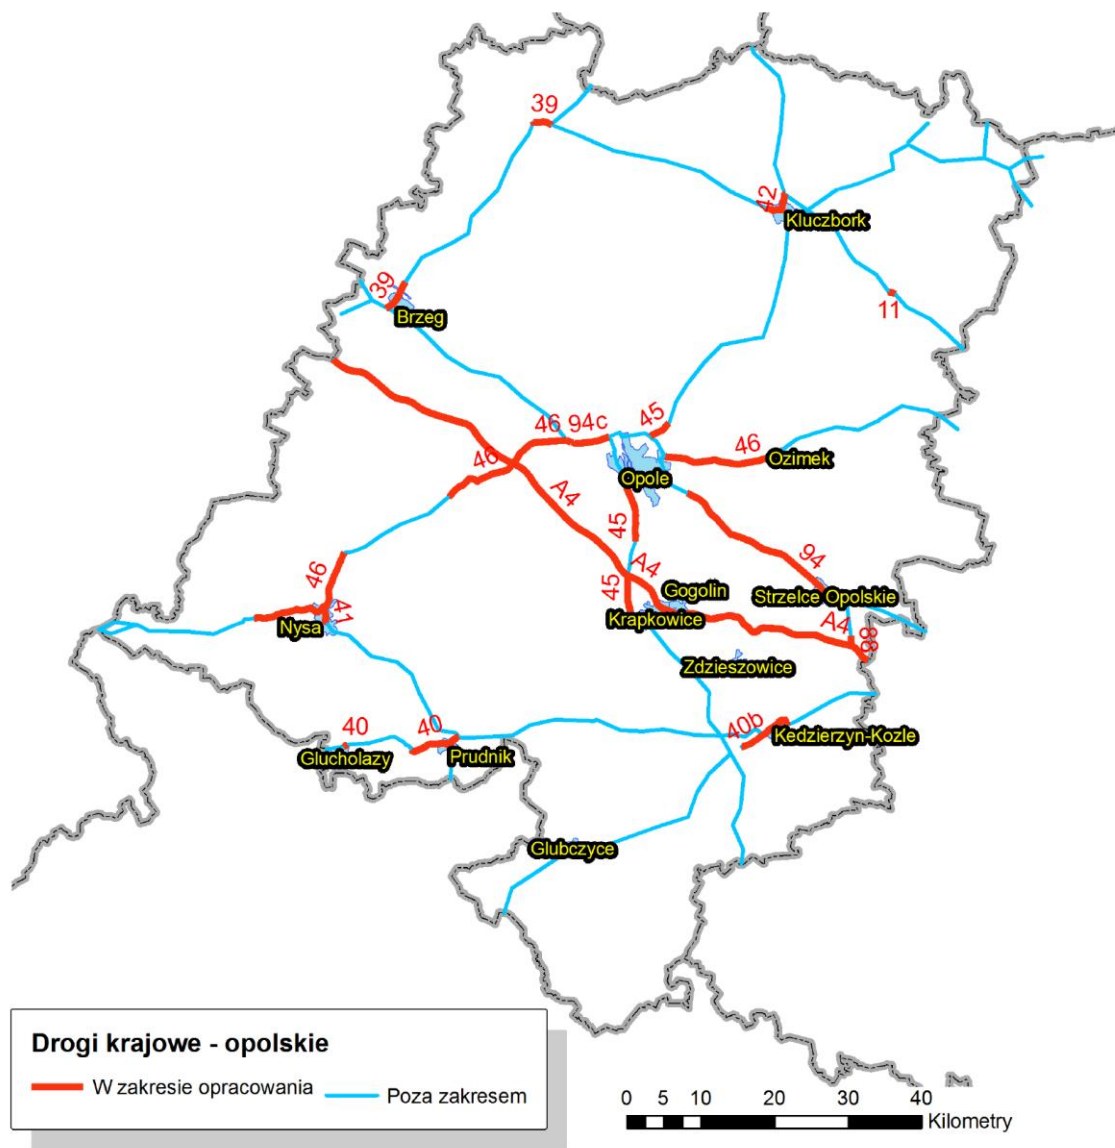 39
42
Kluczbork
39
11
Brzeg
46
94c
45
46
46
Ozimek
Opole
A4
45
94
A4
45
Gogolin
Strzelce Opolskie
46
41
Krapkowice
A4
88
Nysa
Zdzieszowice
40
40
40b
Kedzierzyn-Kozle
Glucholazy
Prudnik
Glubczyce
Drogi krajowe - opolskie
W zakresie opracowania
Poza zakresem
0 5 10 20 30 40
Kilometry